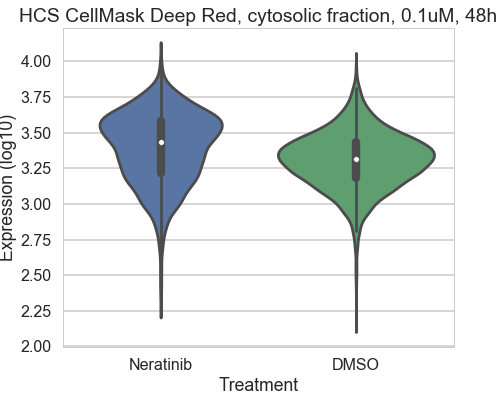 HCS CellMask Deep Red, cytosolic fraction, 0.1uM, 48h
4.00
3.75
3.50
3.25
3.00
2.75
2.50
2.25
2.00
Expression (log10)
Neratinib DMSO
Treatment